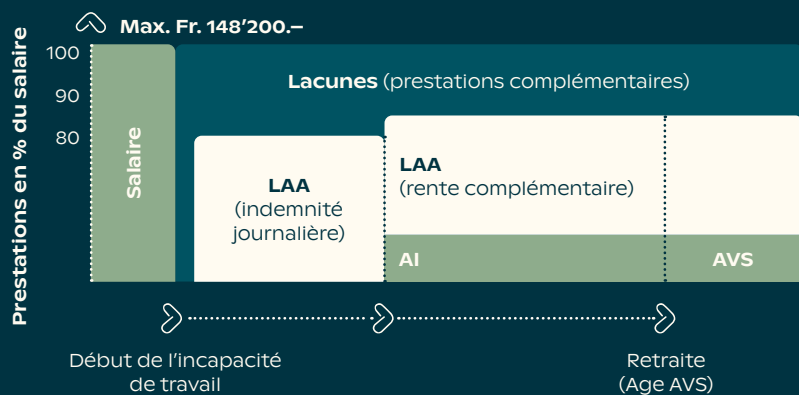 Max. Fr. 148’200.–
Prestations en % du salaire
100
90
80
Salaire
Lacunes (prestations complémentaires)
LAA
(indemnité
journalière)
LAA
(rente complémentaire)
AI
AVS
Début de l’incapacité
de travail
Retraite
(Age AVS)